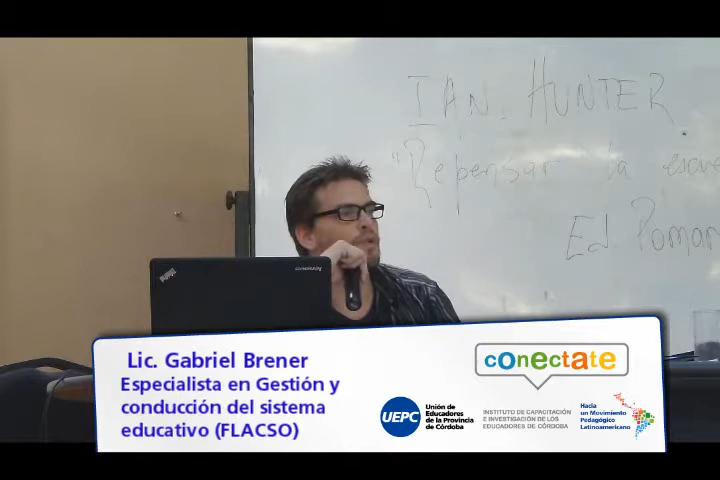 IAN. HUNTER
"Repensar la
Ed. Pomar
ThinkPad
Lic. Gabriel Brener
Especialista en Gestión y
conducción del sistema
educativo (FLACSO)
conectate
UEPC
Unión de
Educadores
de la Provincia
de Córdoba
INSTITUTO DE CAPACITACIÓN
E INVESTIGACIÓN DE LOS
EDUCADORES DE CÓRDOBA
Hacia
un Movimiento
Pedagógico
Latinoamericano